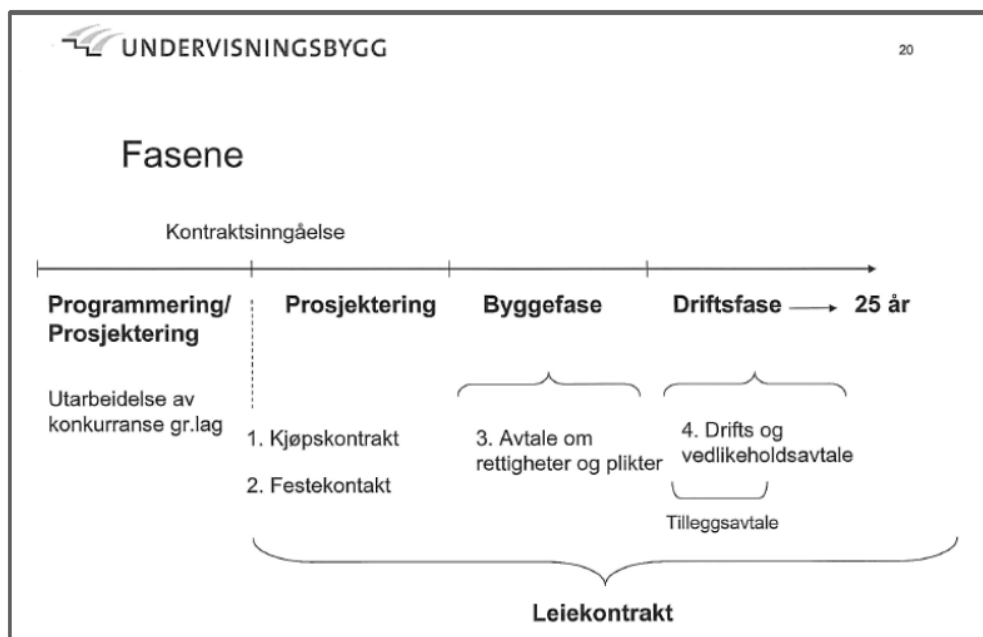 UNDERVISNINGSBYGG
20
Fasene
Kontraktsinngåelse
Programmering/
Prosjektering
Prosjektering
Byggefase
Driftsfase
25 år
Utarbeidelse av
konkurranse gr.lag
1. Kjøpskontrakt
2. Festekontakt
3. Avtale om
rettigheter og plikter
4. Drifts og
vedlikeholdsavtale
Tilleggsavtale
Leiekontrakt